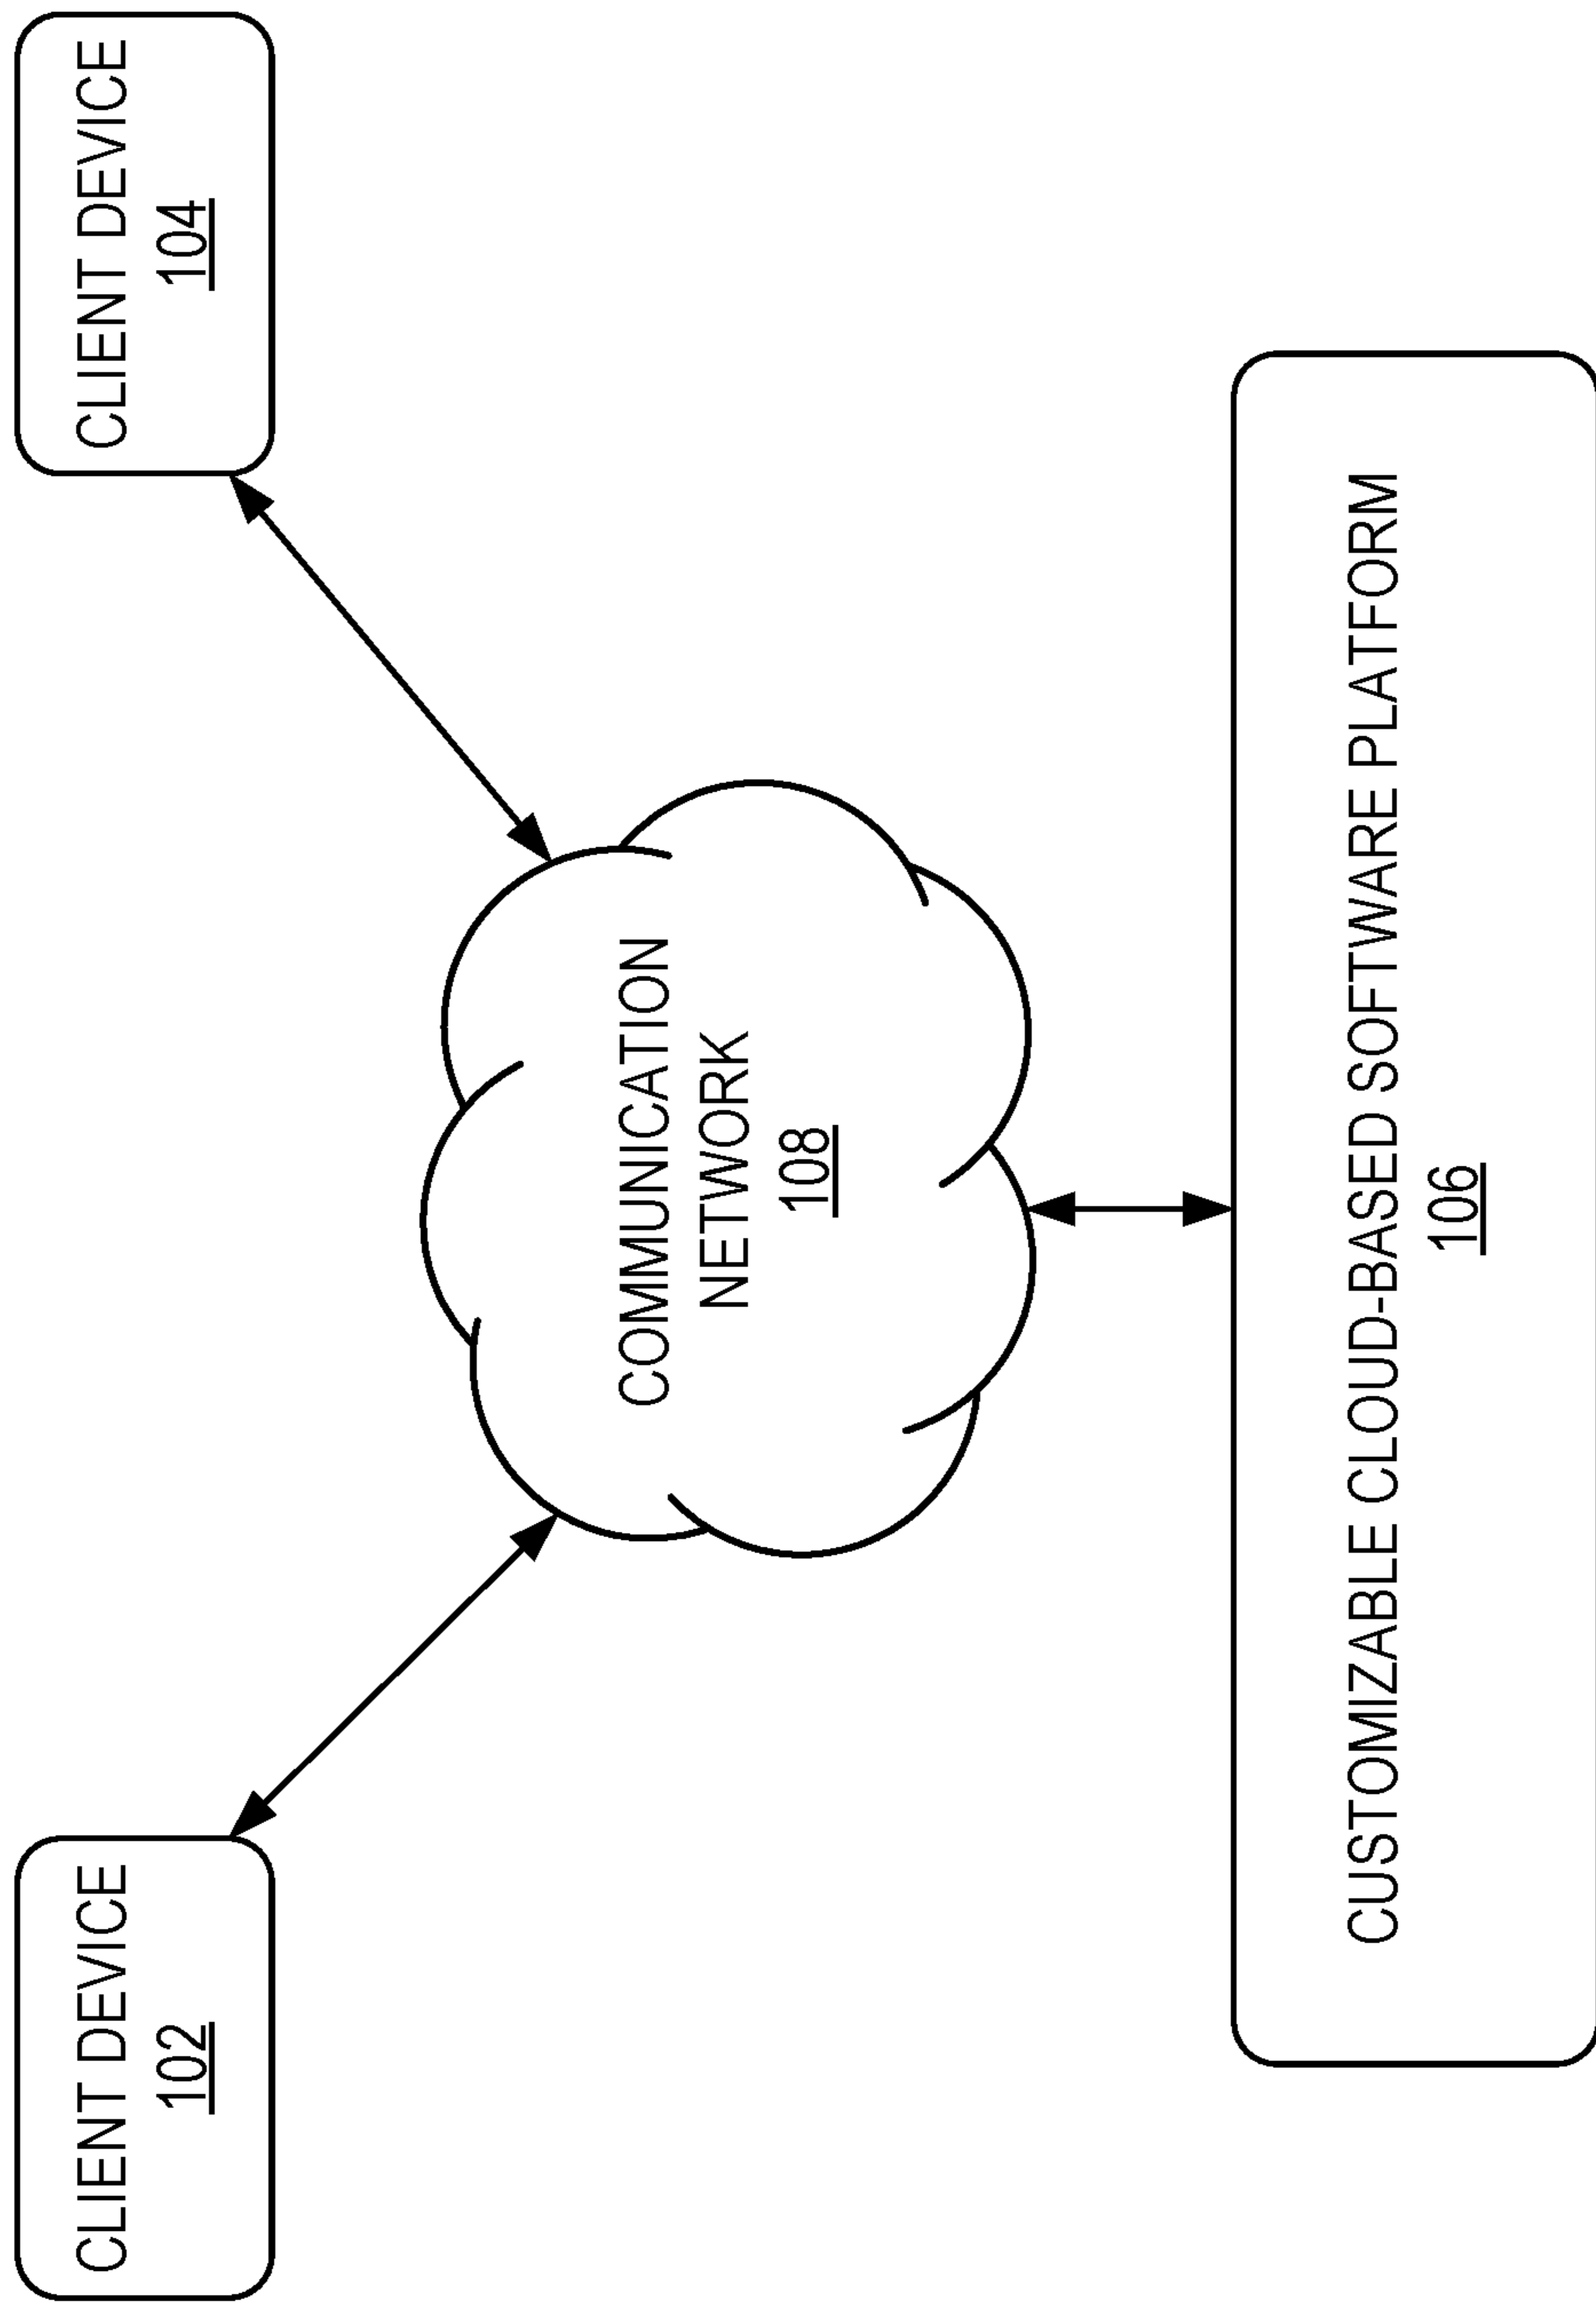 CLIENT DEVICE
102
CLIENT DEVICE
104
COMMUNICATION
NETWORK
108
CUSTOMIZABLE CLOUD-BASED SOFTWARE PLATFORM
106